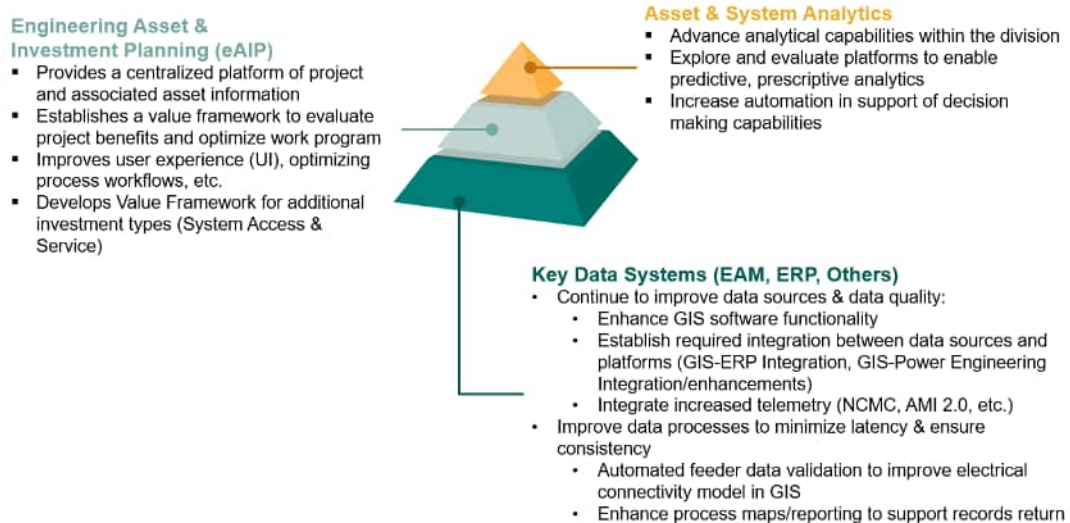 Engineering Asset &
Investment Planning (eAIP)
▪ Provides a centralized platform of project
and associated asset information
▪ Establishes a value framework to evaluate
project benefits and optimize work program
▪ Improves user experience (UI), optimizing
process workflows, etc.
▪ Develops Value Framework for additional
investment types (System Access &
Service)
Asset & System Analytics
▪ Advance analytical capabilities within the division
▪ Explore and evaluate platforms to enable
predictive, prescriptive analytics
▪ Increase automation in support of decision
making capabilities
Key Data Systems (EAM, ERP, Others)
• Continue to improve data sources & data quality:
• Enhance GIS software functionality
• Establish required integration between data sources and
platforms (GIS-ERP Integration, GIS-Power Engineering
Integration/enhancements)
• Integrate increased telemetry (NCMC, AMI 2.0, etc.)
• Improve data processes to minimize latency & ensure
consistency
• Automated feeder data validation to improve electrical
connectivity model in GIS
• Enhance process maps/reporting to support records return